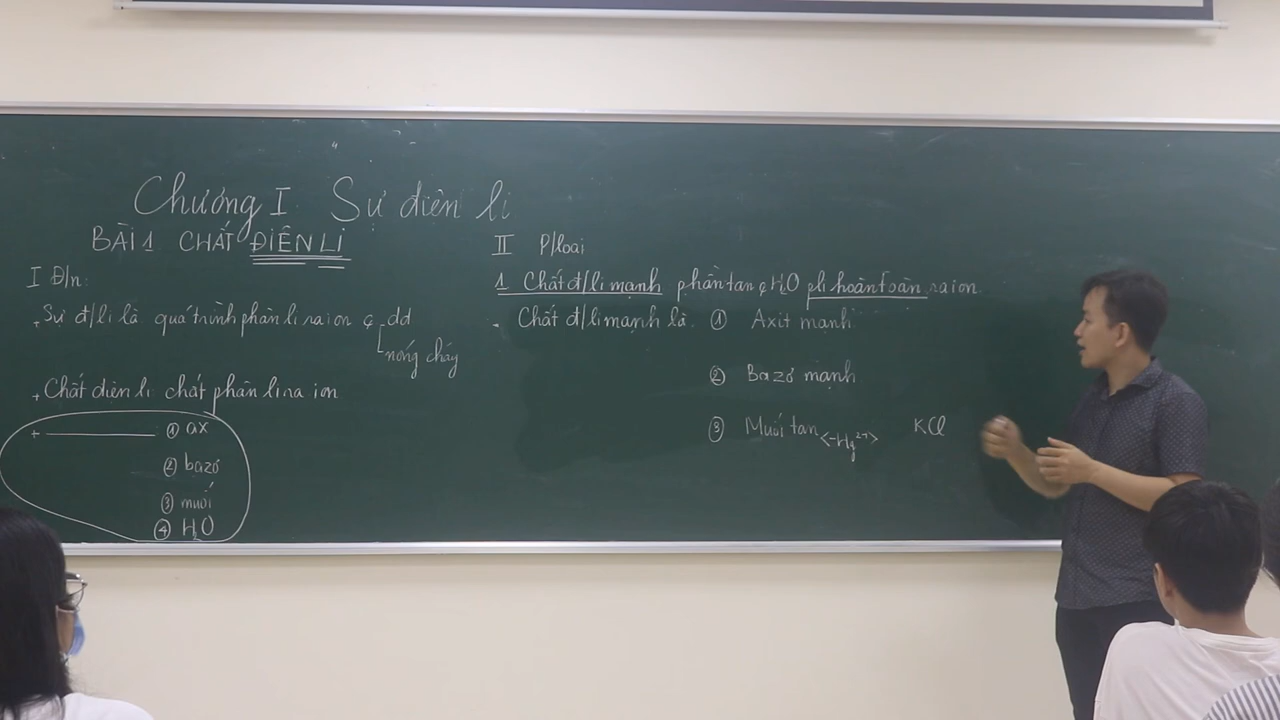 Chương I Sự điện li
BÀI 1 CHẤT ĐIỆN LI
I Đ/n:
+ Sự đ/li là quá trình phân li ra ion ç dd
nóng chảy
+ Chất điện li chất phân li ra ion
+ ———— ① ax
② bazơ
③ muối
④ H₂O
II P/loại
1 Chất đ/li mạnh phân tan ç H₂O pli hoàn toàn ra ion
- Chất đ/li mạnh là ① Axit mạnh
② Bazơ mạnh
③ Muối tan <-Hg²⁺> KCl